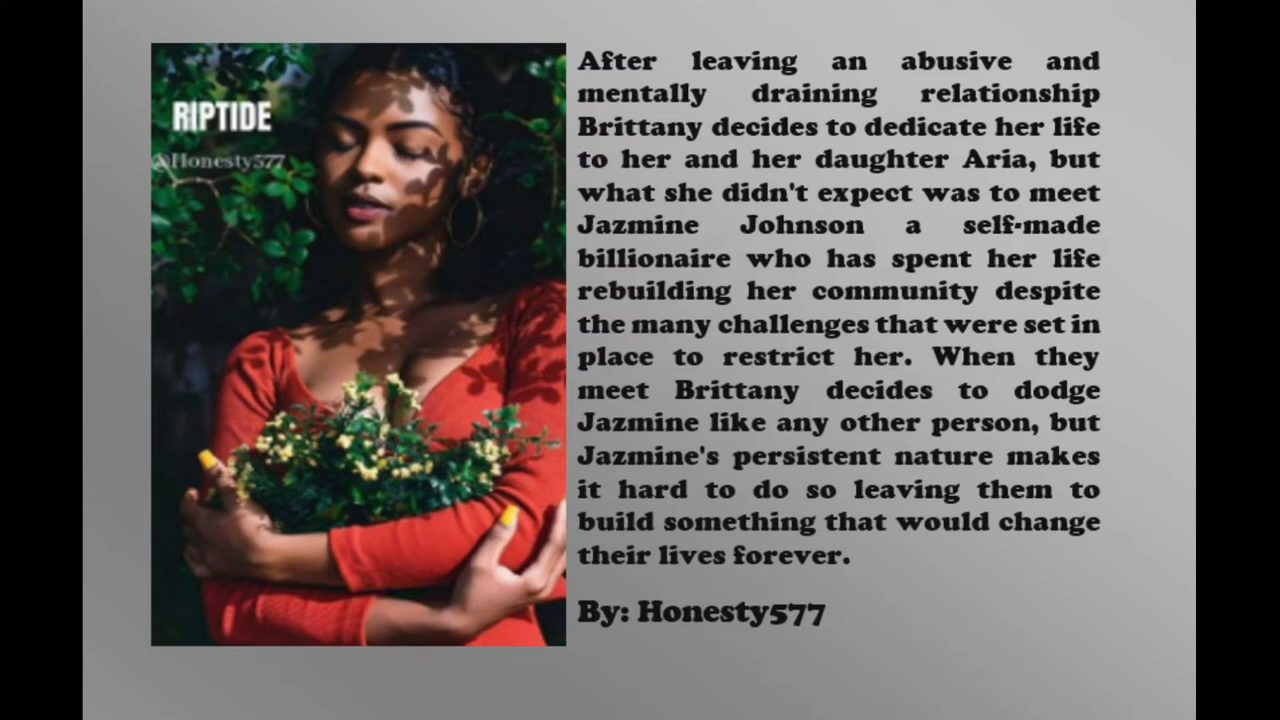 RIPTIDE
@Honesty577
After leaving an abusive and
mentally draining relationship
Brittany decides to dedicate her life
to her and her daughter Aria, but
what she didn't expect was to meet
Jazmine Johnson a self-made
billionaire who has spent her life
rebuilding her community despite
the many challenges that were set in
place to restrict her. When they
meet Brittany decides to dodge
Jazmine like any other person, but
Jazmine's persistent nature makes
it hard to do so leaving them to
build something that would change
their lives forever.
By: Honesty577